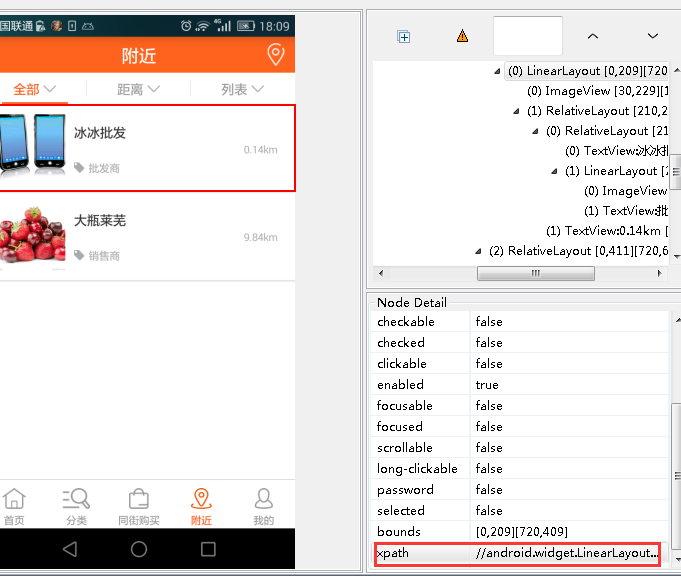 国联通 4G 18:09
附近
全部 距离 列表
冰冰批发
0.14km
批发商
大瓶莱芜
9.84km
销售商
首页 分类 同街购买 附近 我的
(0) LinearLayout [0,209][720
(0) ImageView [30,229][1
(1) RelativeLayout [210,2
(0) RelativeLayout [21
(0) TextView:冰冰批
(1) LinearLayout [2
(0) ImageView
(1) TextView:批
(1) TextView:0.14km [
(2) RelativeLayout [0,411][720,6
Node Detail
checkable false
checked false
clickable false
enabled true
focusable false
focused false
scrollable false
long-clickable false
password false
selected false
bounds [0,209][720,409]
xpath //android.widget.LinearLayout...